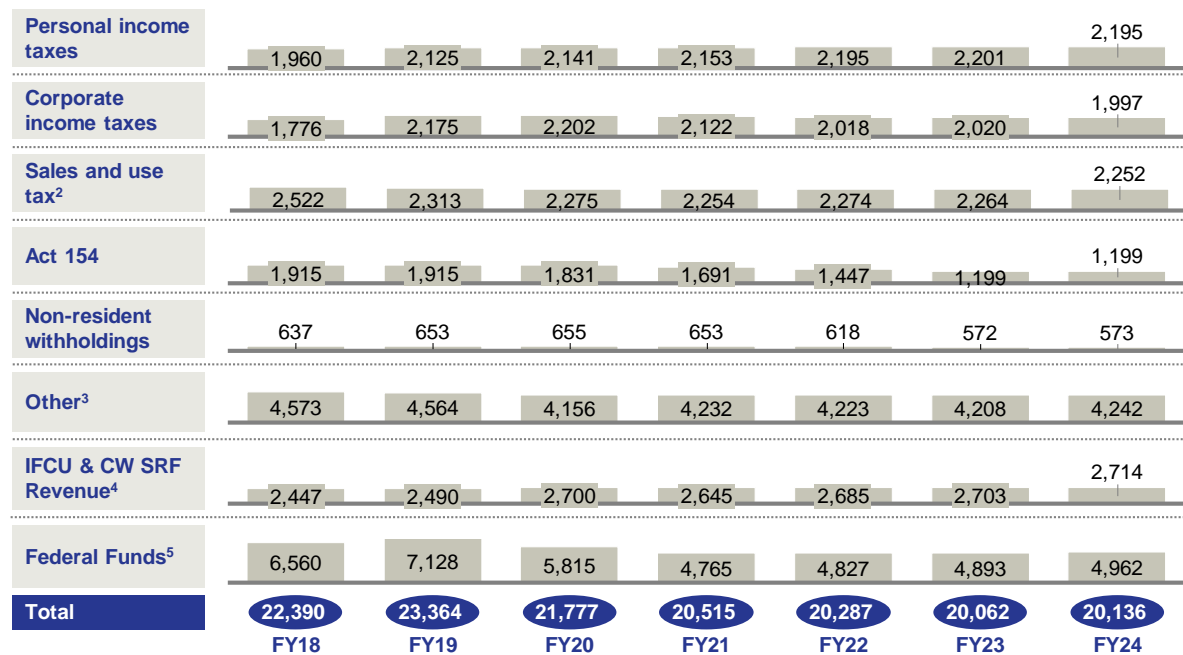 Personal income
taxes
1,960 2,125 2,141 2,153 2,195 2,201 2,195
Corporate
income taxes
1,776 2,175 2,202 2,122 2,018 2,020 1,997
Sales and use
tax2
2,522 2,313 2,275 2,254 2,274 2,264 2,252
Act 154
1,915 1,915 1,831 1,691 1,447 1,199 1,199
Non-resident
withholdings
637 653 655 653 618 572 573
Other3
4,573 4,564 4,156 4,232 4,223 4,208 4,242
IFCU & CW SRF
Revenue4
2,447 2,490 2,700 2,645 2,685 2,703 2,714
Federal Funds5
6,560 7,128 5,815 4,765 4,827 4,893 4,962
Total 22,390 23,364 21,777 20,515 20,287 20,062 20,136
FY18 FY19 FY20 FY21 FY22 FY23 FY24